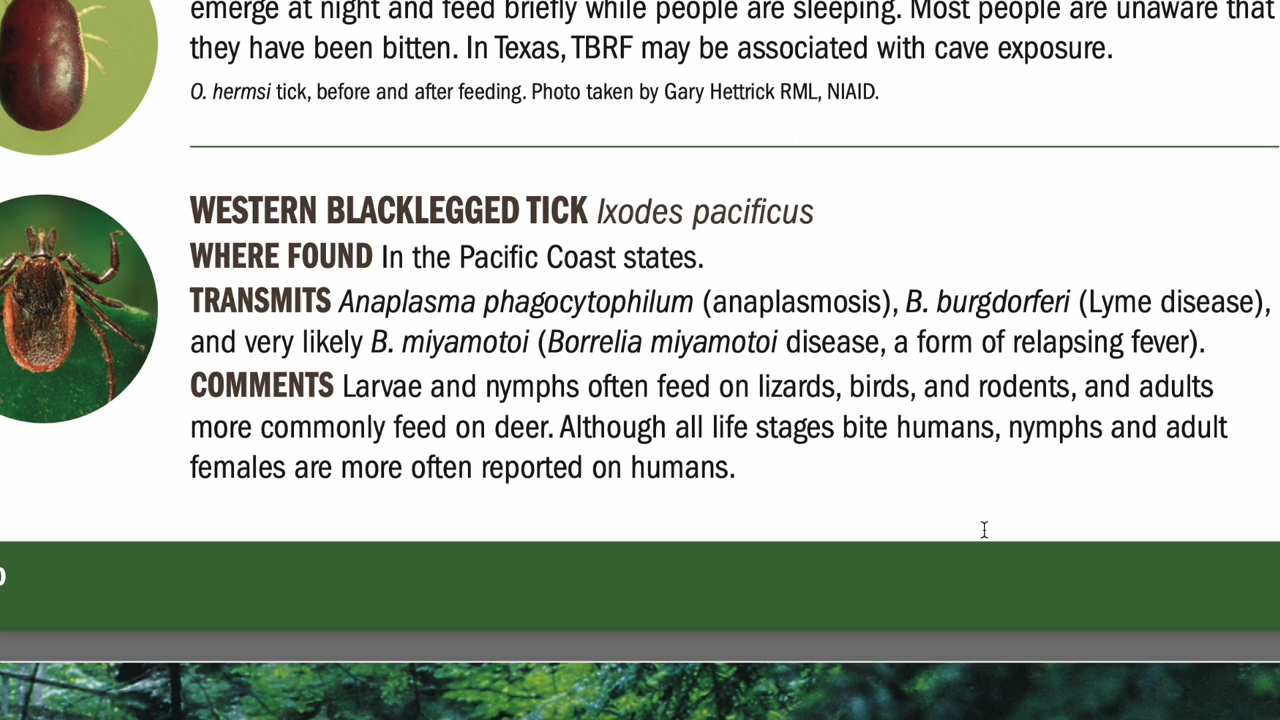 emerge at night and feed briefly while people are sleeping. Most people are unaware that
they have been bitten. In Texas, TBRF may be associated with cave exposure.
O. hermsi tick, before and after feeding. Photo taken by Gary Hettrick RML, NIAID.
WESTERN BLACKLEGGED TICK Ixodes pacificus
WHERE FOUND In the Pacific Coast states.
TRANSMITS Anaplasma phagocytophilum (anaplasmosis), B. burgdorferi (Lyme disease),
and very likely B. miyamotoi (Borrelia miyamotoi disease, a form of relapsing fever).
COMMENTS Larvae and nymphs often feed on lizards, birds, and rodents, and adults
more commonly feed on deer. Although all life stages bite humans, nymphs and adult
females are more often reported on humans.